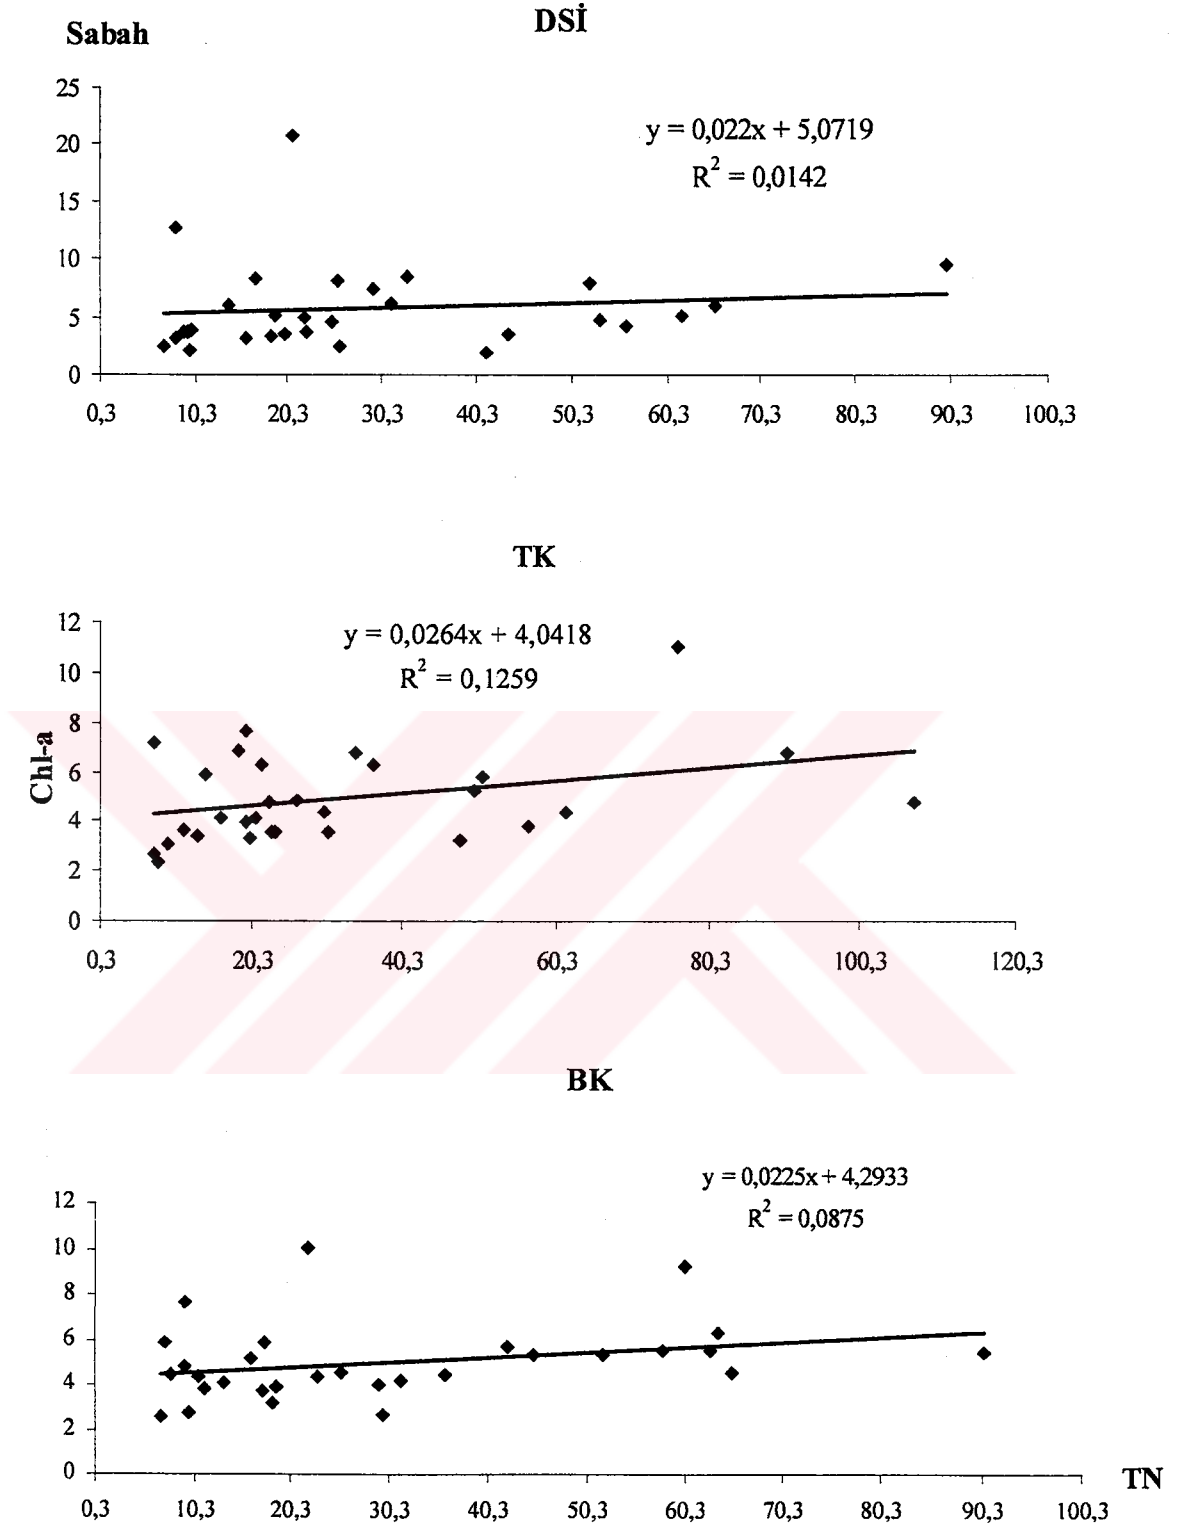 Sabah
DSİ
25
20
15
10
5
0
y = 0,022x + 5,0719
R² = 0,0142
0,3 10,3 20,3 30,3 40,3 50,3 60,3 70,3 80,3 90,3 100,3
TK
12
10
8
6
4
2
0
y = 0,0264x + 4,0418
R² = 0,1259
Chl-a
0,3 20,3 40,3 60,3 80,3 100,3 120,3
BK
12
10
8
6
4
2
0
y = 0,0225x + 4,2933
R² = 0,0875
TN
0,3 10,3 20,3 30,3 40,3 50,3 60,3 70,3 80,3 90,3 100,3